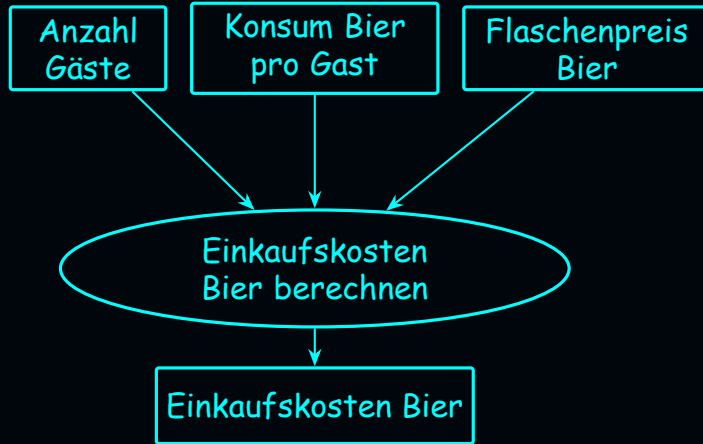 Anzahl
Gäste
Konsum Bier
pro Gast
Flaschenpreis
Bier
Einkaufskosten
Bier berechnen
Einkaufskosten Bier